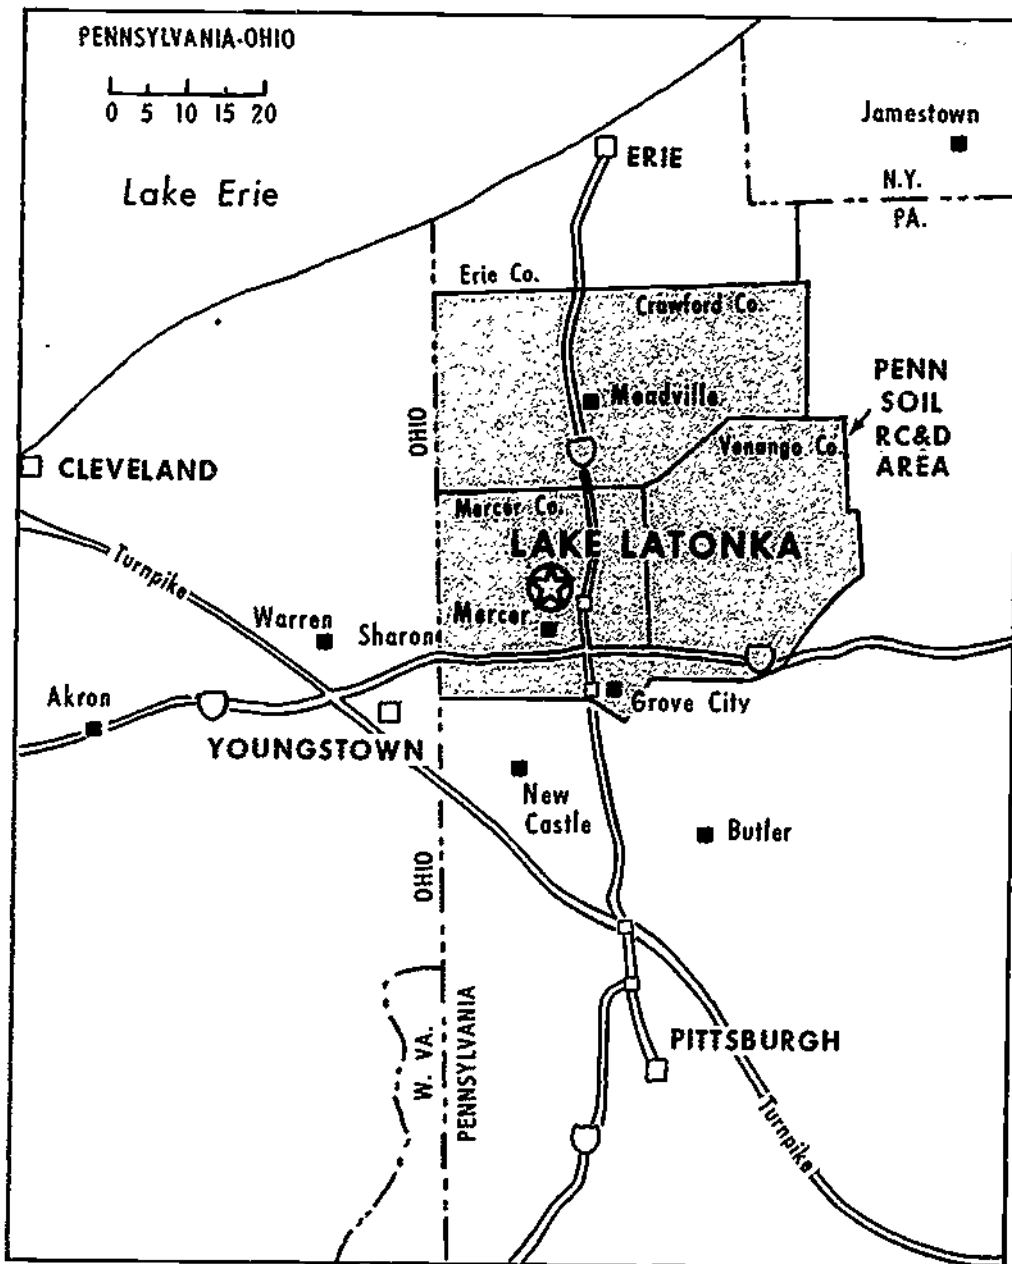 PENNSYLVANIA-OHIO
0 5 10 15 20
Lake Erie
Jamestown
ERIE
N.Y.
PA.
Erie Co.
Crawford Co.
PENN
SOIL
RC&D
AREA
Meadville
OHIO
Venango Co.
CLEVELAND
Mercer Co.
LAKE LATONKA
Turnpike
Warren
Sharon
Mercer
Akron
Grove City
YOUNGSTOWN
New
Castle
Butler
OHIO
W. VA.
PENNSYLVANIA
PITTSBURGH
Turnpike